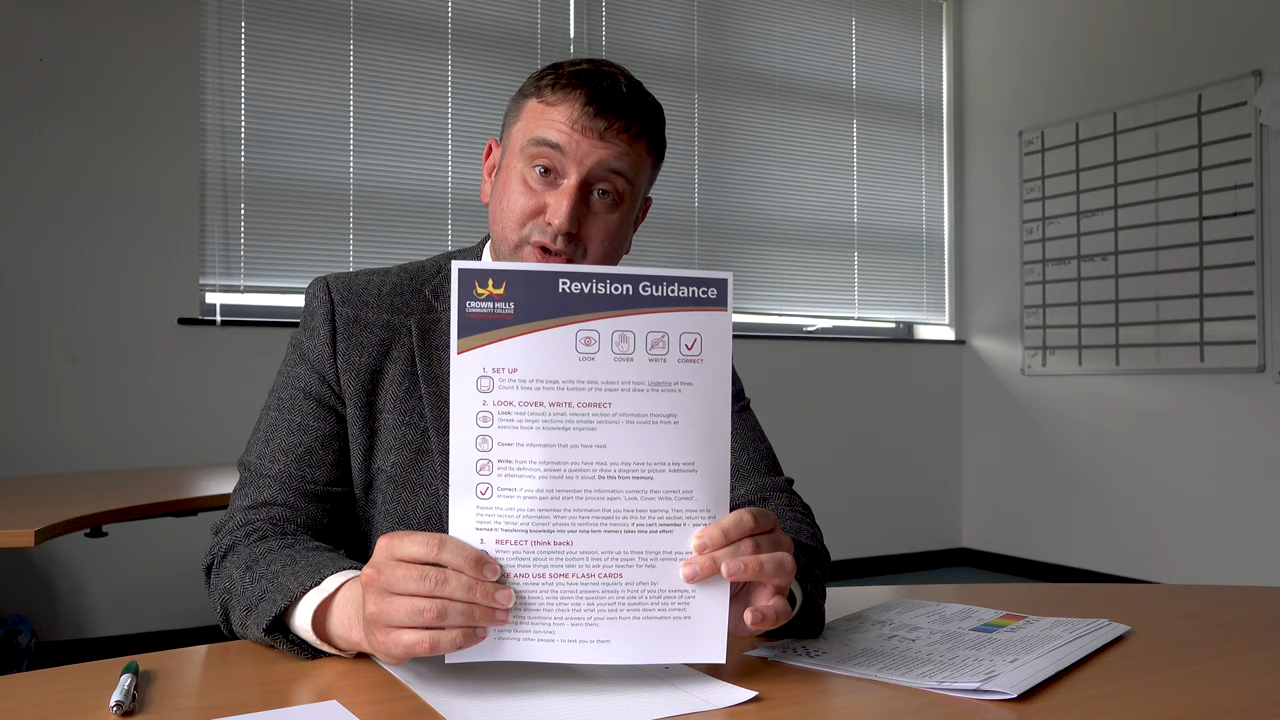 Revision Guidance
CROWN HILLS
COMMUNITY COLLEGE
LOOK
COVER
WRITE
CORRECT
1. SET UP
On the top of the page, write the date, subject and topic. Underline all three.
Count 5 lines up from the bottom of the paper and draw a line across it.
2. LOOK, COVER, WRITE, CORRECT
Look: read (aloud) a small, relevant section of information thoroughly
(break up larger sections into smaller sections) – this could be from an
exercise book or knowledge organiser.
Cover: the information that you have read.
Write: from the information you have read, you may have to write a key word
and its definition, answer a question or draw a diagram or picture. Additionally
or alternatively, you could say it aloud. Do this from memory.
Correct: if you did not remember the information correctly then correct your
answer in green pen and start the process again, 'Look, Cover, Write, Correct'...
Repeat this until you can remember the information that you have been learning. Then, move on to
the next section of information. When you have managed to do this for the set section, return to, and
repeat, the 'Write' and 'Correct' phases to reinforce the memory. If you can't remember it – you've
learned it! Transferring knowledge into your long-term memory takes time and effort!
3. REFLECT (think back)
When you have completed your session, write up to three things that you are
less confident about in the bottom 5 lines of the paper. This will remind you
these things more later or to ask your teacher for help.
AND USE SOME FLASH CARDS
review what you have learned regularly and often by:
questions and the correct answers already in front of you (for example, in
book), write down the question on one side of a small piece of card
answer on the other side - ask yourself the question and say or write
the answer then check that what you said or wrote down was correct;
questions and answers of your own from the information you are
and learning from – learn them;
• using Quizlet (on-line);
• Involving other people – to test you or them!